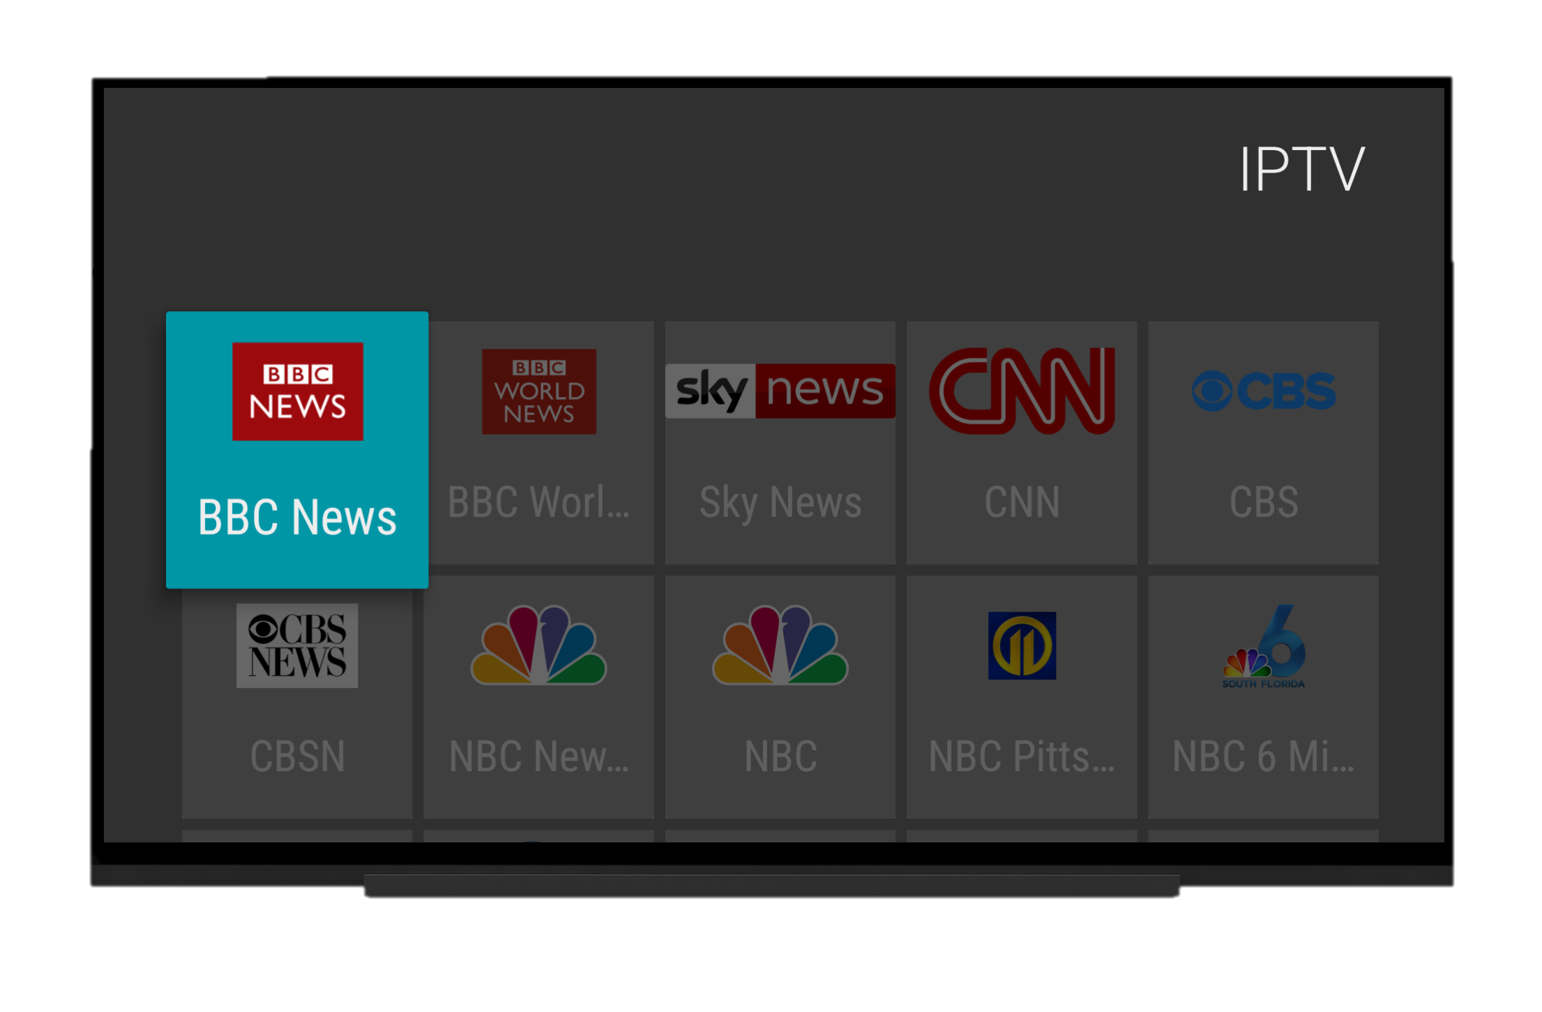 IPTV
BBC
NEWS
BBC News
BBC
WORLD
NEWS
BBC Worl...
sky news
Sky News
CNN
CNN
CBS
CBS
CBS
NEWS
CBSN
NBC New...
NBC
11
NBC Pitts...
6
SOUTH FLORIDA
NBC 6 Mi...